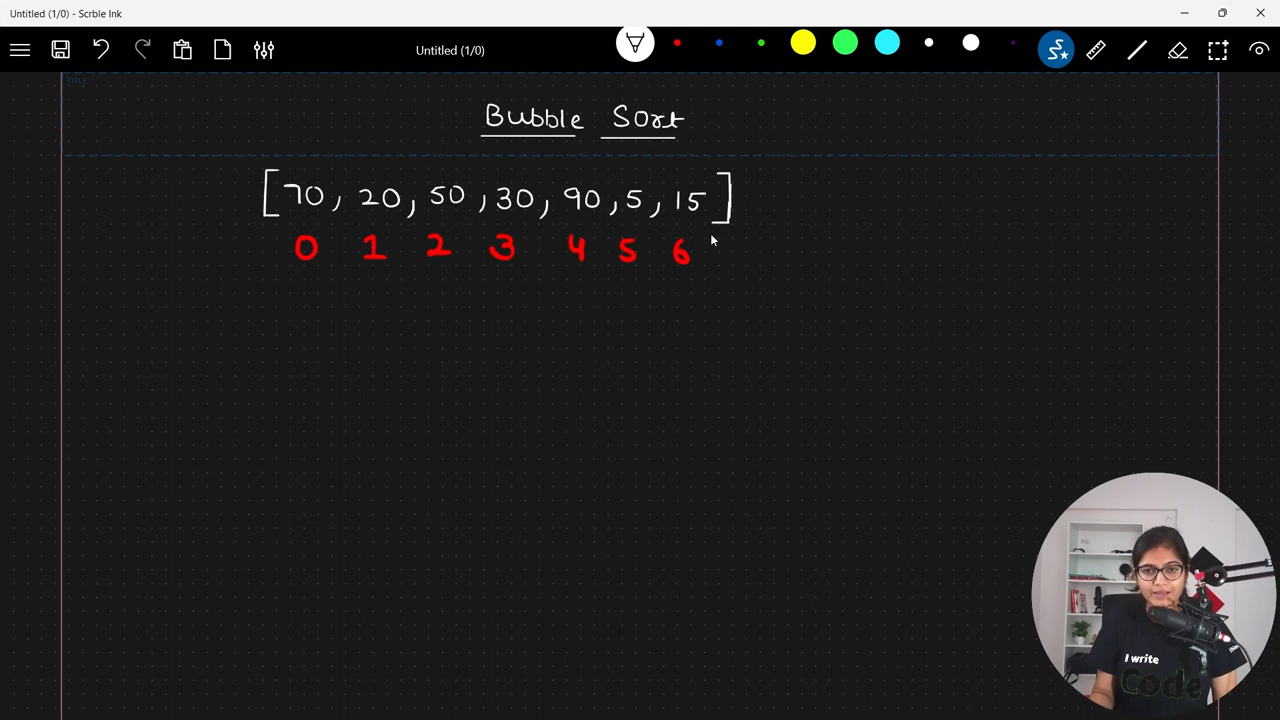 Untitled (1/0) - Scrble Ink
Untitled (1/0)
Title
Bubble Sort
[70, 20, 50, 30, 90, 5, 15]
0 1 2 3 4 5 6
I write
Code